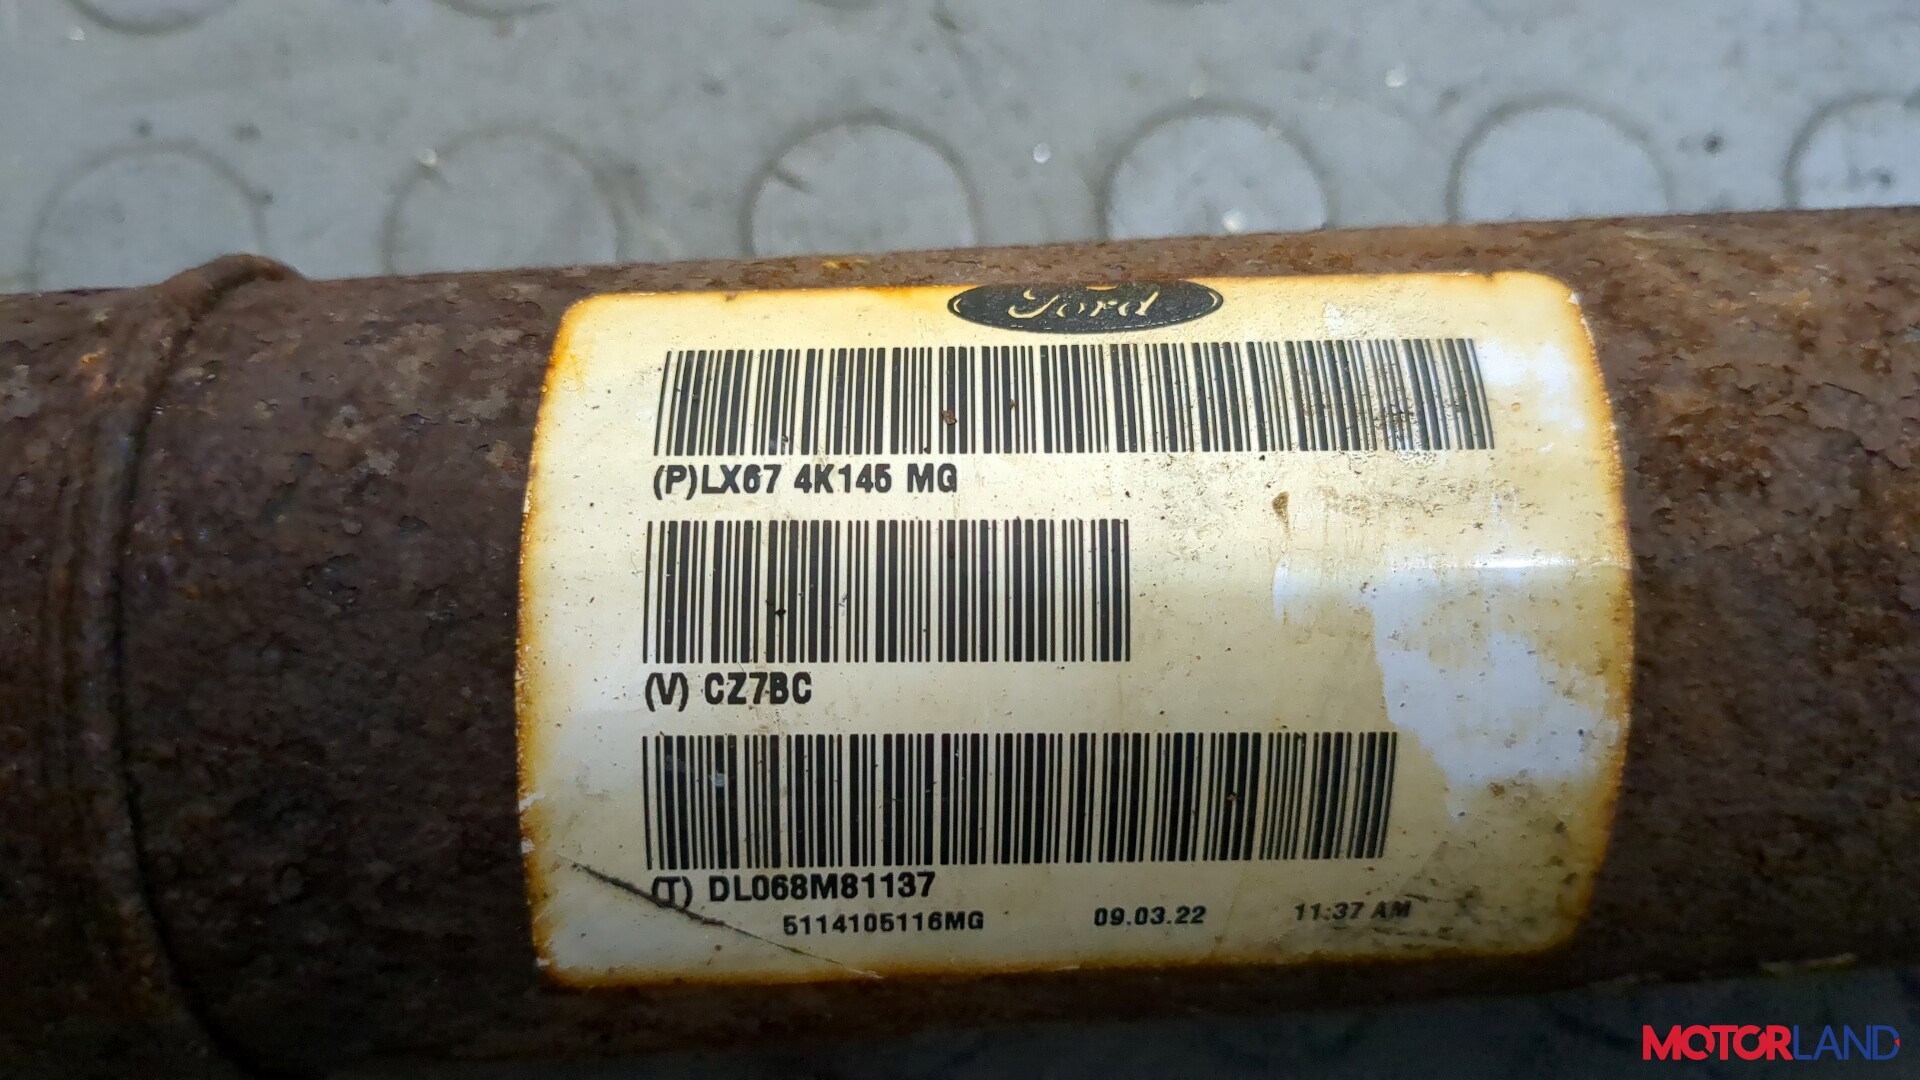 Ford
(P)LX67 4K145 MG
(V) CZ7BC
(T) DL068M81137
5114105116MG 09.03.22 11:37 AM
MOTORLAND